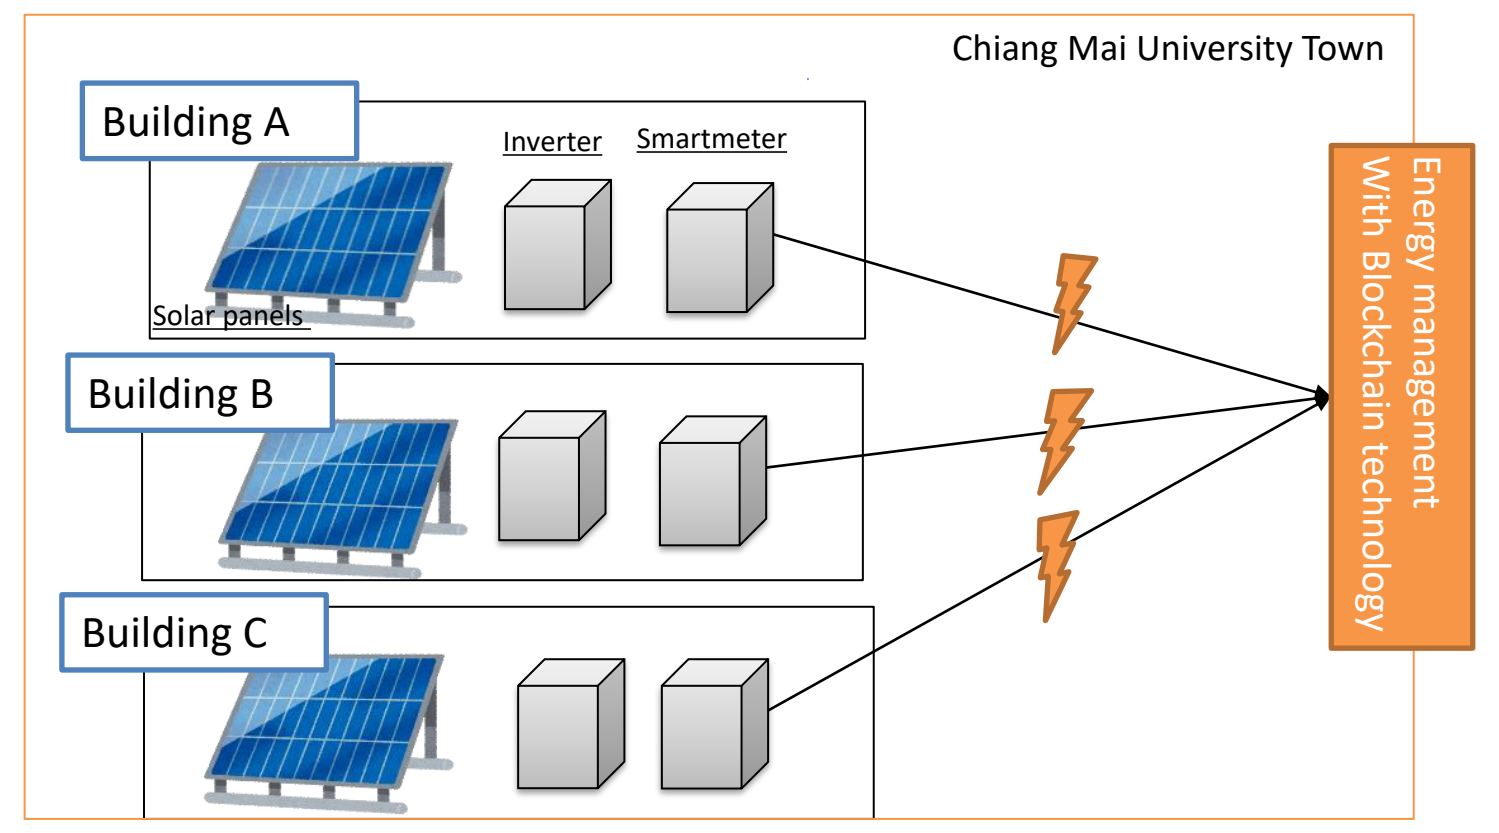 Chiang Mai University Town
Building A
Inverter
Smartmeter
Solar panels
Building B
Building C
Energy management
With Blockchain technology